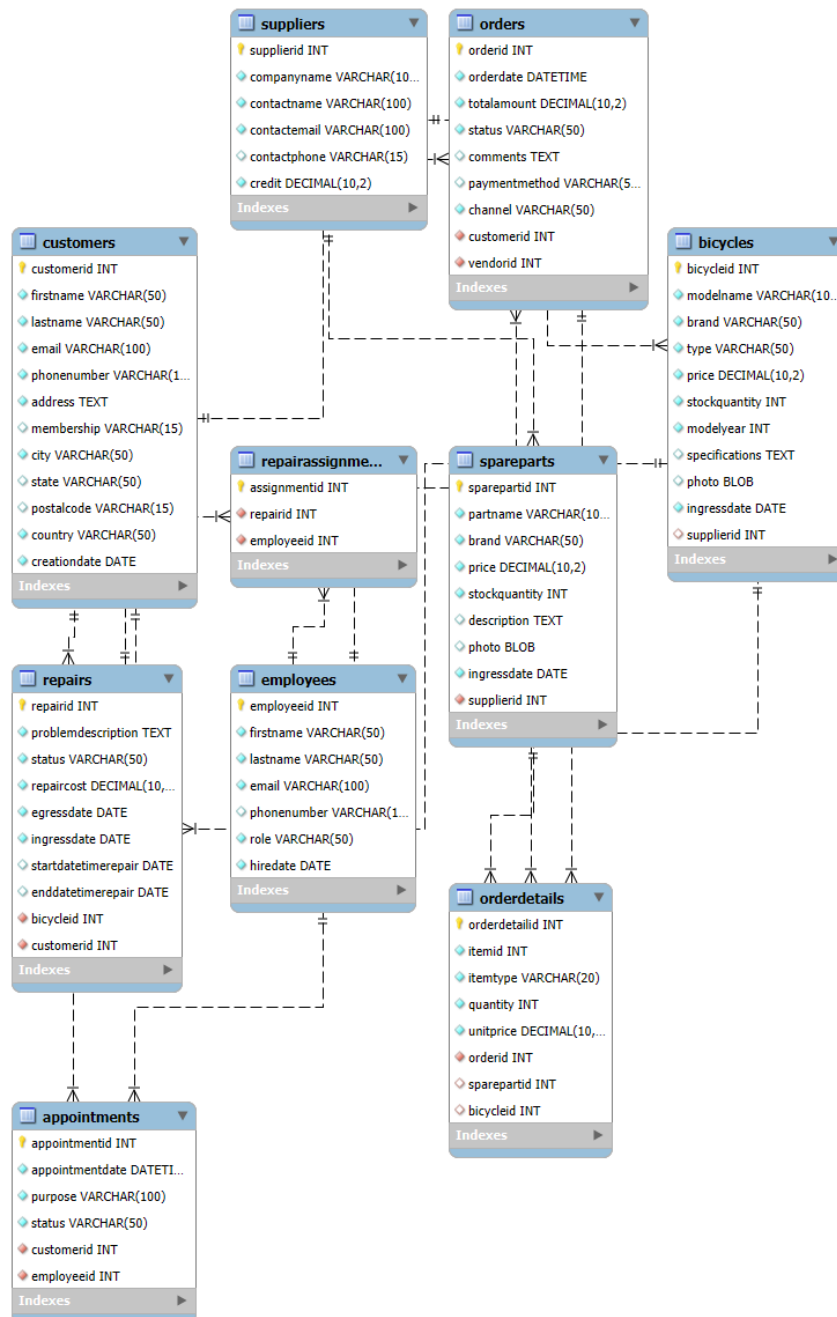 suppliers
supplierid INT
companyname VARCHAR(10...
contactname VARCHAR(100)
contactemail VARCHAR(100)
contactphone VARCHAR(15)
credit DECIMAL(10,2)
Indexes
orders
orderid INT
orderdate DATETIME
totalamount DECIMAL(10,2)
status VARCHAR(50)
comments TEXT
paymentmethod VARCHAR(5...
channel VARCHAR(50)
customerid INT
vendorid INT
Indexes
customers
customerid INT
firstname VARCHAR(50)
lastname VARCHAR(50)
email VARCHAR(100)
phonenumber VARCHAR(1...
address TEXT
membership VARCHAR(15)
city VARCHAR(50)
state VARCHAR(50)
postalcode VARCHAR(15)
country VARCHAR(50)
creationdate DATE
Indexes
bicycles
bicycleid INT
modelname VARCHAR(10...
brand VARCHAR(50)
type VARCHAR(50)
price DECIMAL(10,2)
stockquantity INT
modelyear INT
specifications TEXT
photo BLOB
ingressdate DATE
supplierid INT
Indexes
repairassignme...
assignmentid INT
repairid INT
employeeid INT
Indexes
spareparts
sparepartid INT
partname VARCHAR(10...
brand VARCHAR(50)
price DECIMAL(10,2)
stockquantity INT
description TEXT
photo BLOB
ingressdate DATE
supplierid INT
Indexes
repairs
repairid INT
problemdescription TEXT
status VARCHAR(50)
repaircost DECIMAL(10,...
egressdate DATE
ingressdate DATE
startdatetimerepair DATE
enddatetimerepair DATE
bicycleid INT
customerid INT
Indexes
employees
employeeid INT
firstname VARCHAR(50)
lastname VARCHAR(50)
email VARCHAR(100)
phonenumber VARCHAR(1...
role VARCHAR(50)
hiredate DATE
Indexes
orderdetails
orderdetailid INT
itemid INT
itemtype VARCHAR(20)
quantity INT
unitprice DECIMAL(10,...
orderid INT
sparepartid INT
bicycleid INT
Indexes
appointments
appointmentid INT
appointmentdate DATETI...
purpose VARCHAR(100)
status VARCHAR(50)
customerid INT
employeeid INT
Indexes